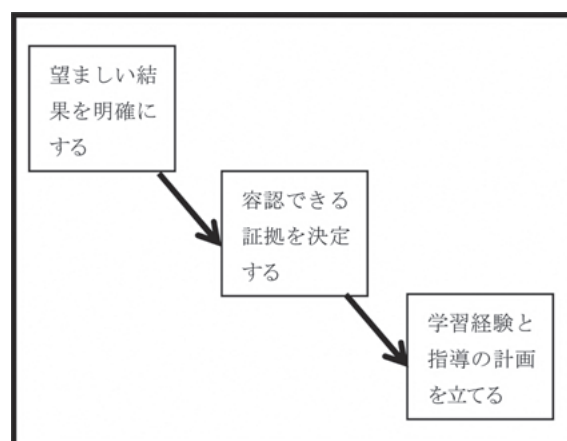 望ましい結
果を明確に
する
容認できる
証拠を決定
する
学習経験と
指導の計画
を立てる